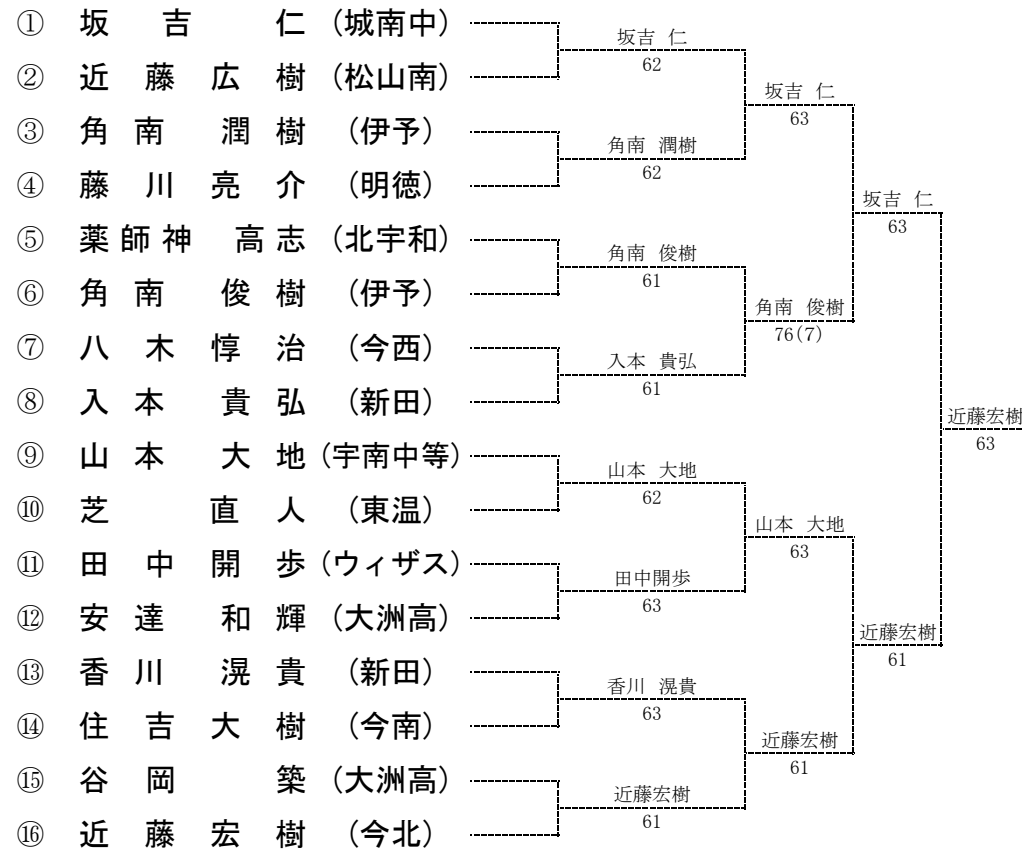 ① 坂 吉 仁 (城南中)
② 近 藤 広 樹 (松山南)
③ 角 南 潤 樹 (伊予)
④ 藤 川 亮 介 (明徳)
⑤ 薬 師 神 高 志 (北宇和)
⑥ 角 南 俊 樹 (伊予)
⑦ 八 木 惇 治 (今西)
⑧ 入 本 貴 弘 (新田)
⑨ 山 本 大 地 (宇南中等)
⑩ 芝 直 人 (東温)
⑪ 田 中 開 歩 (ウィザス)
⑫ 安 達 和 輝 (大洲高)
⑬ 香 川 滉 貴 (新田)
⑭ 住 吉 大 樹 (今南)
⑮ 谷 岡 築 (大洲高)
⑯ 近 藤 宏 樹 (今北)
坂吉 仁
62
角南 潤樹
62
角南 俊樹
61
入本 貴弘
61
山本 大地
62
田中開歩
63
香川 滉貴
63
近藤宏樹
61
坂吉 仁
63
角南 俊樹
76(7)
山本 大地
63
近藤宏樹
61
坂吉 仁
63
近藤宏樹
61
近藤宏樹
63